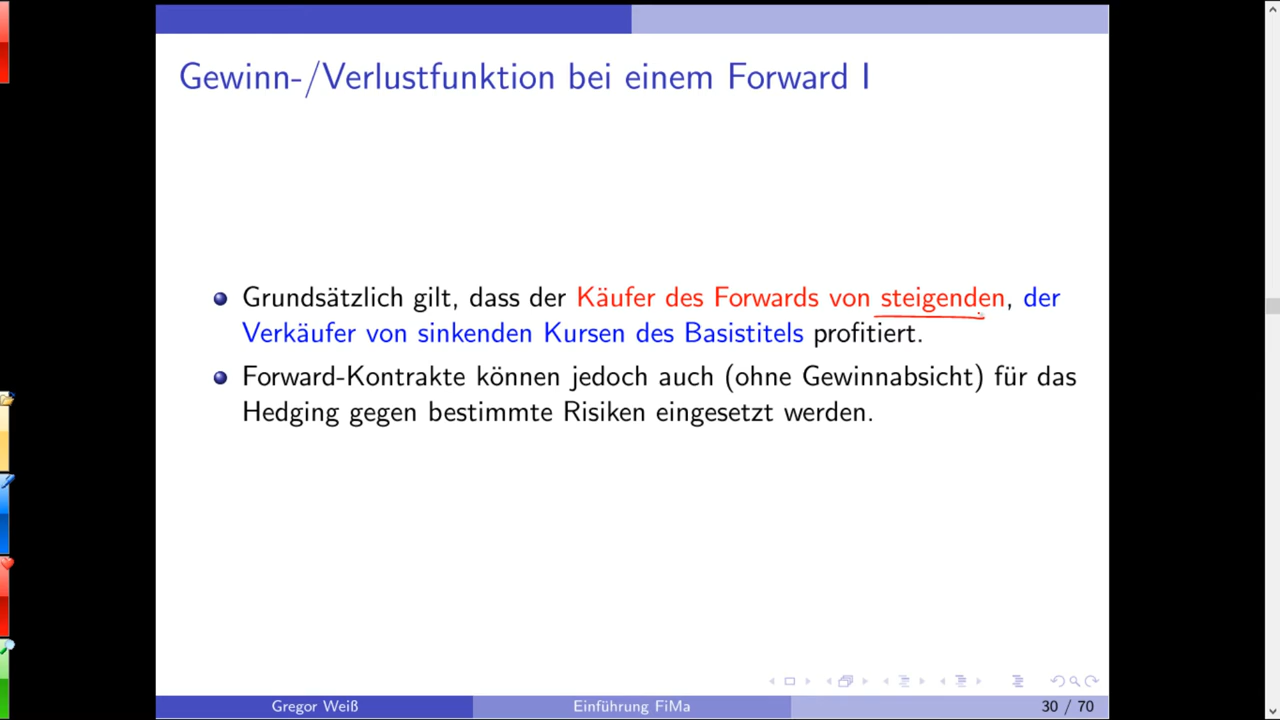 Gewinn-/Verlustfunktion bei einem Forward I
Grundsätzlich gilt, dass der Käufer des Forwards von steigenden, der
Verkäufer von sinkenden Kursen des Basistitels profitiert.
Forward-Kontrakte können jedoch auch (ohne Gewinnabsicht) für das
Hedging gegen bestimmte Risiken eingesetzt werden.
Gregor Weiß Einführung FiMa 30 / 70